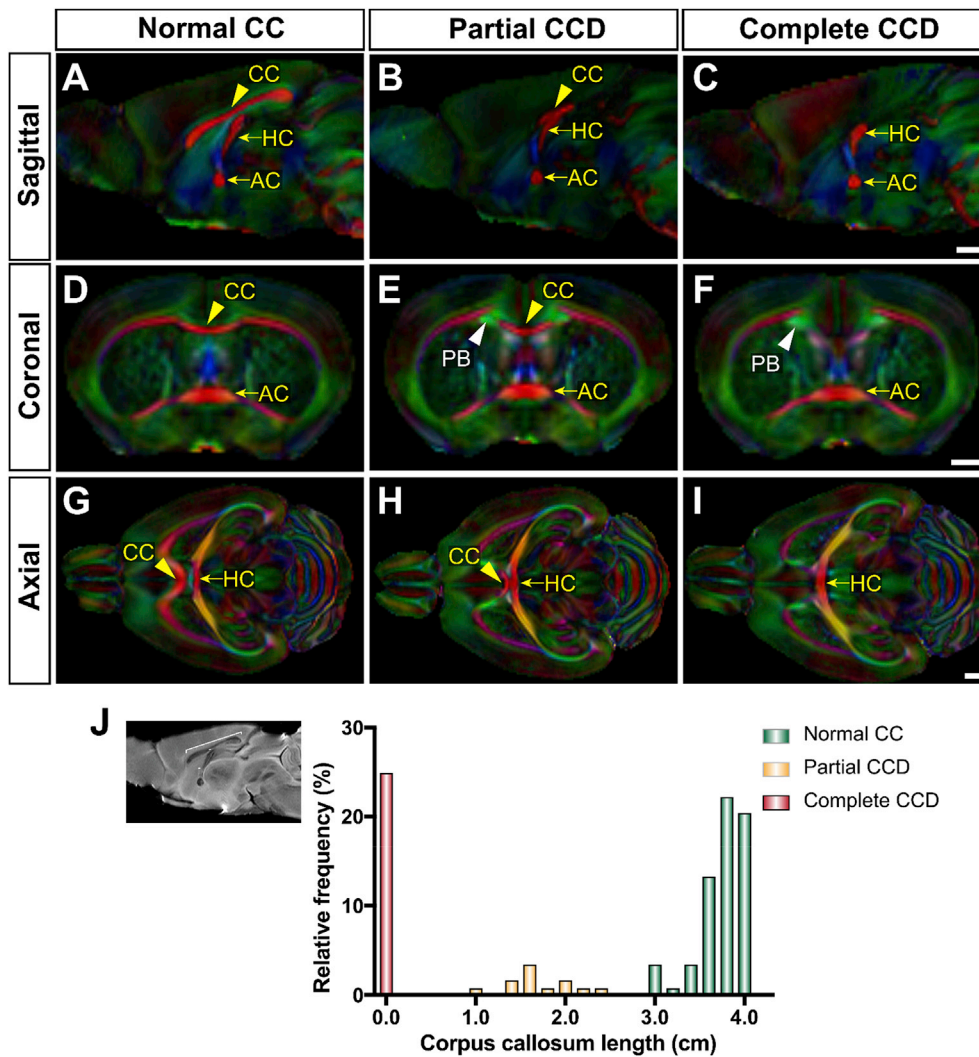 Normal CC Partial CCD Complete CCD
Sagittal
A CC HC AC
B CC HC AC
C HC AC
Coronal
D CC AC
E CC PB AC
F PB AC
Axial
G CC HC
H CC HC
I HC
J
Relative frequency (%)
30
20
10
0
0.0 1.0 2.0 3.0 4.0
Corpus callosum length (cm)
Normal CC
Partial CCD
Complete CCD